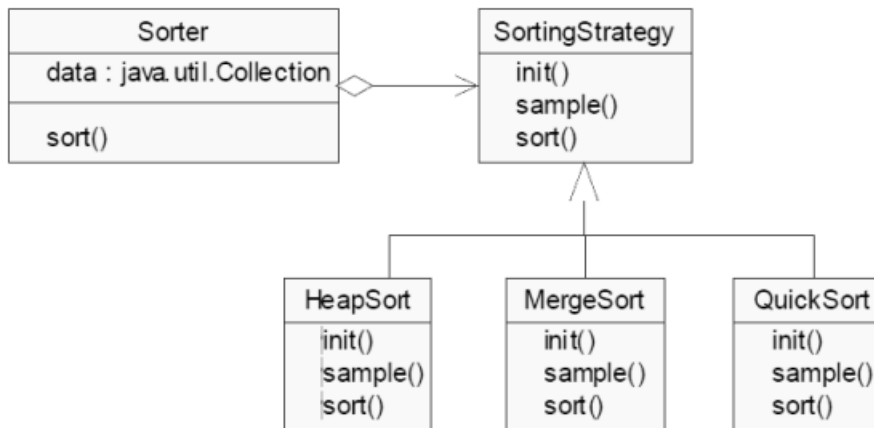 Sorter
data : java.util.Collection
sort()
SortingStrategy
init()
sample()
sort()
HeapSort
init()
sample()
sort()
MergeSort
init()
sample()
sort()
QuickSort
init()
sample()
sort()